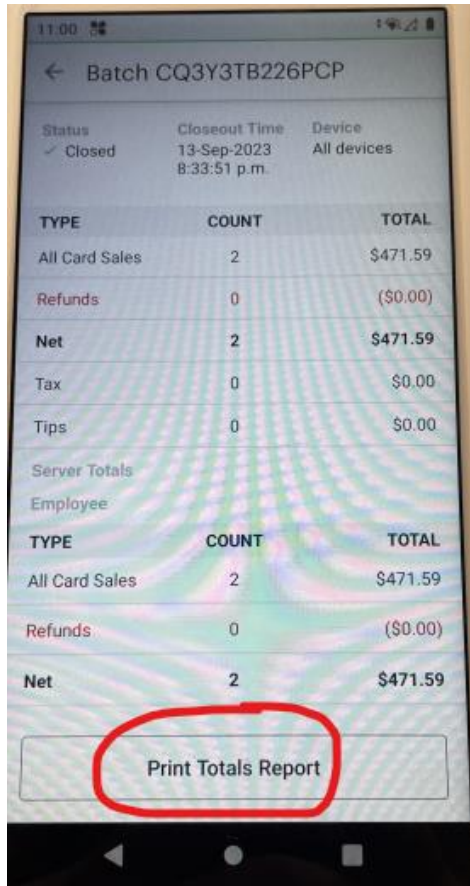 11:00
← Batch CQ3Y3TB226PCP
Status Closeout Time Device
✓ Closed 13-Sep-2023 All devices
8:33:51 p.m.
TYPE COUNT TOTAL
All Card Sales 2 $471.59
Refunds 0 ($0.00)
Net 2 $471.59
Tax 0 $0.00
Tips 0 $0.00
Server Totals
Employee
TYPE COUNT TOTAL
All Card Sales 2 $471.59
Refunds 0 ($0.00)
Net 2 $471.59
Print Totals Report